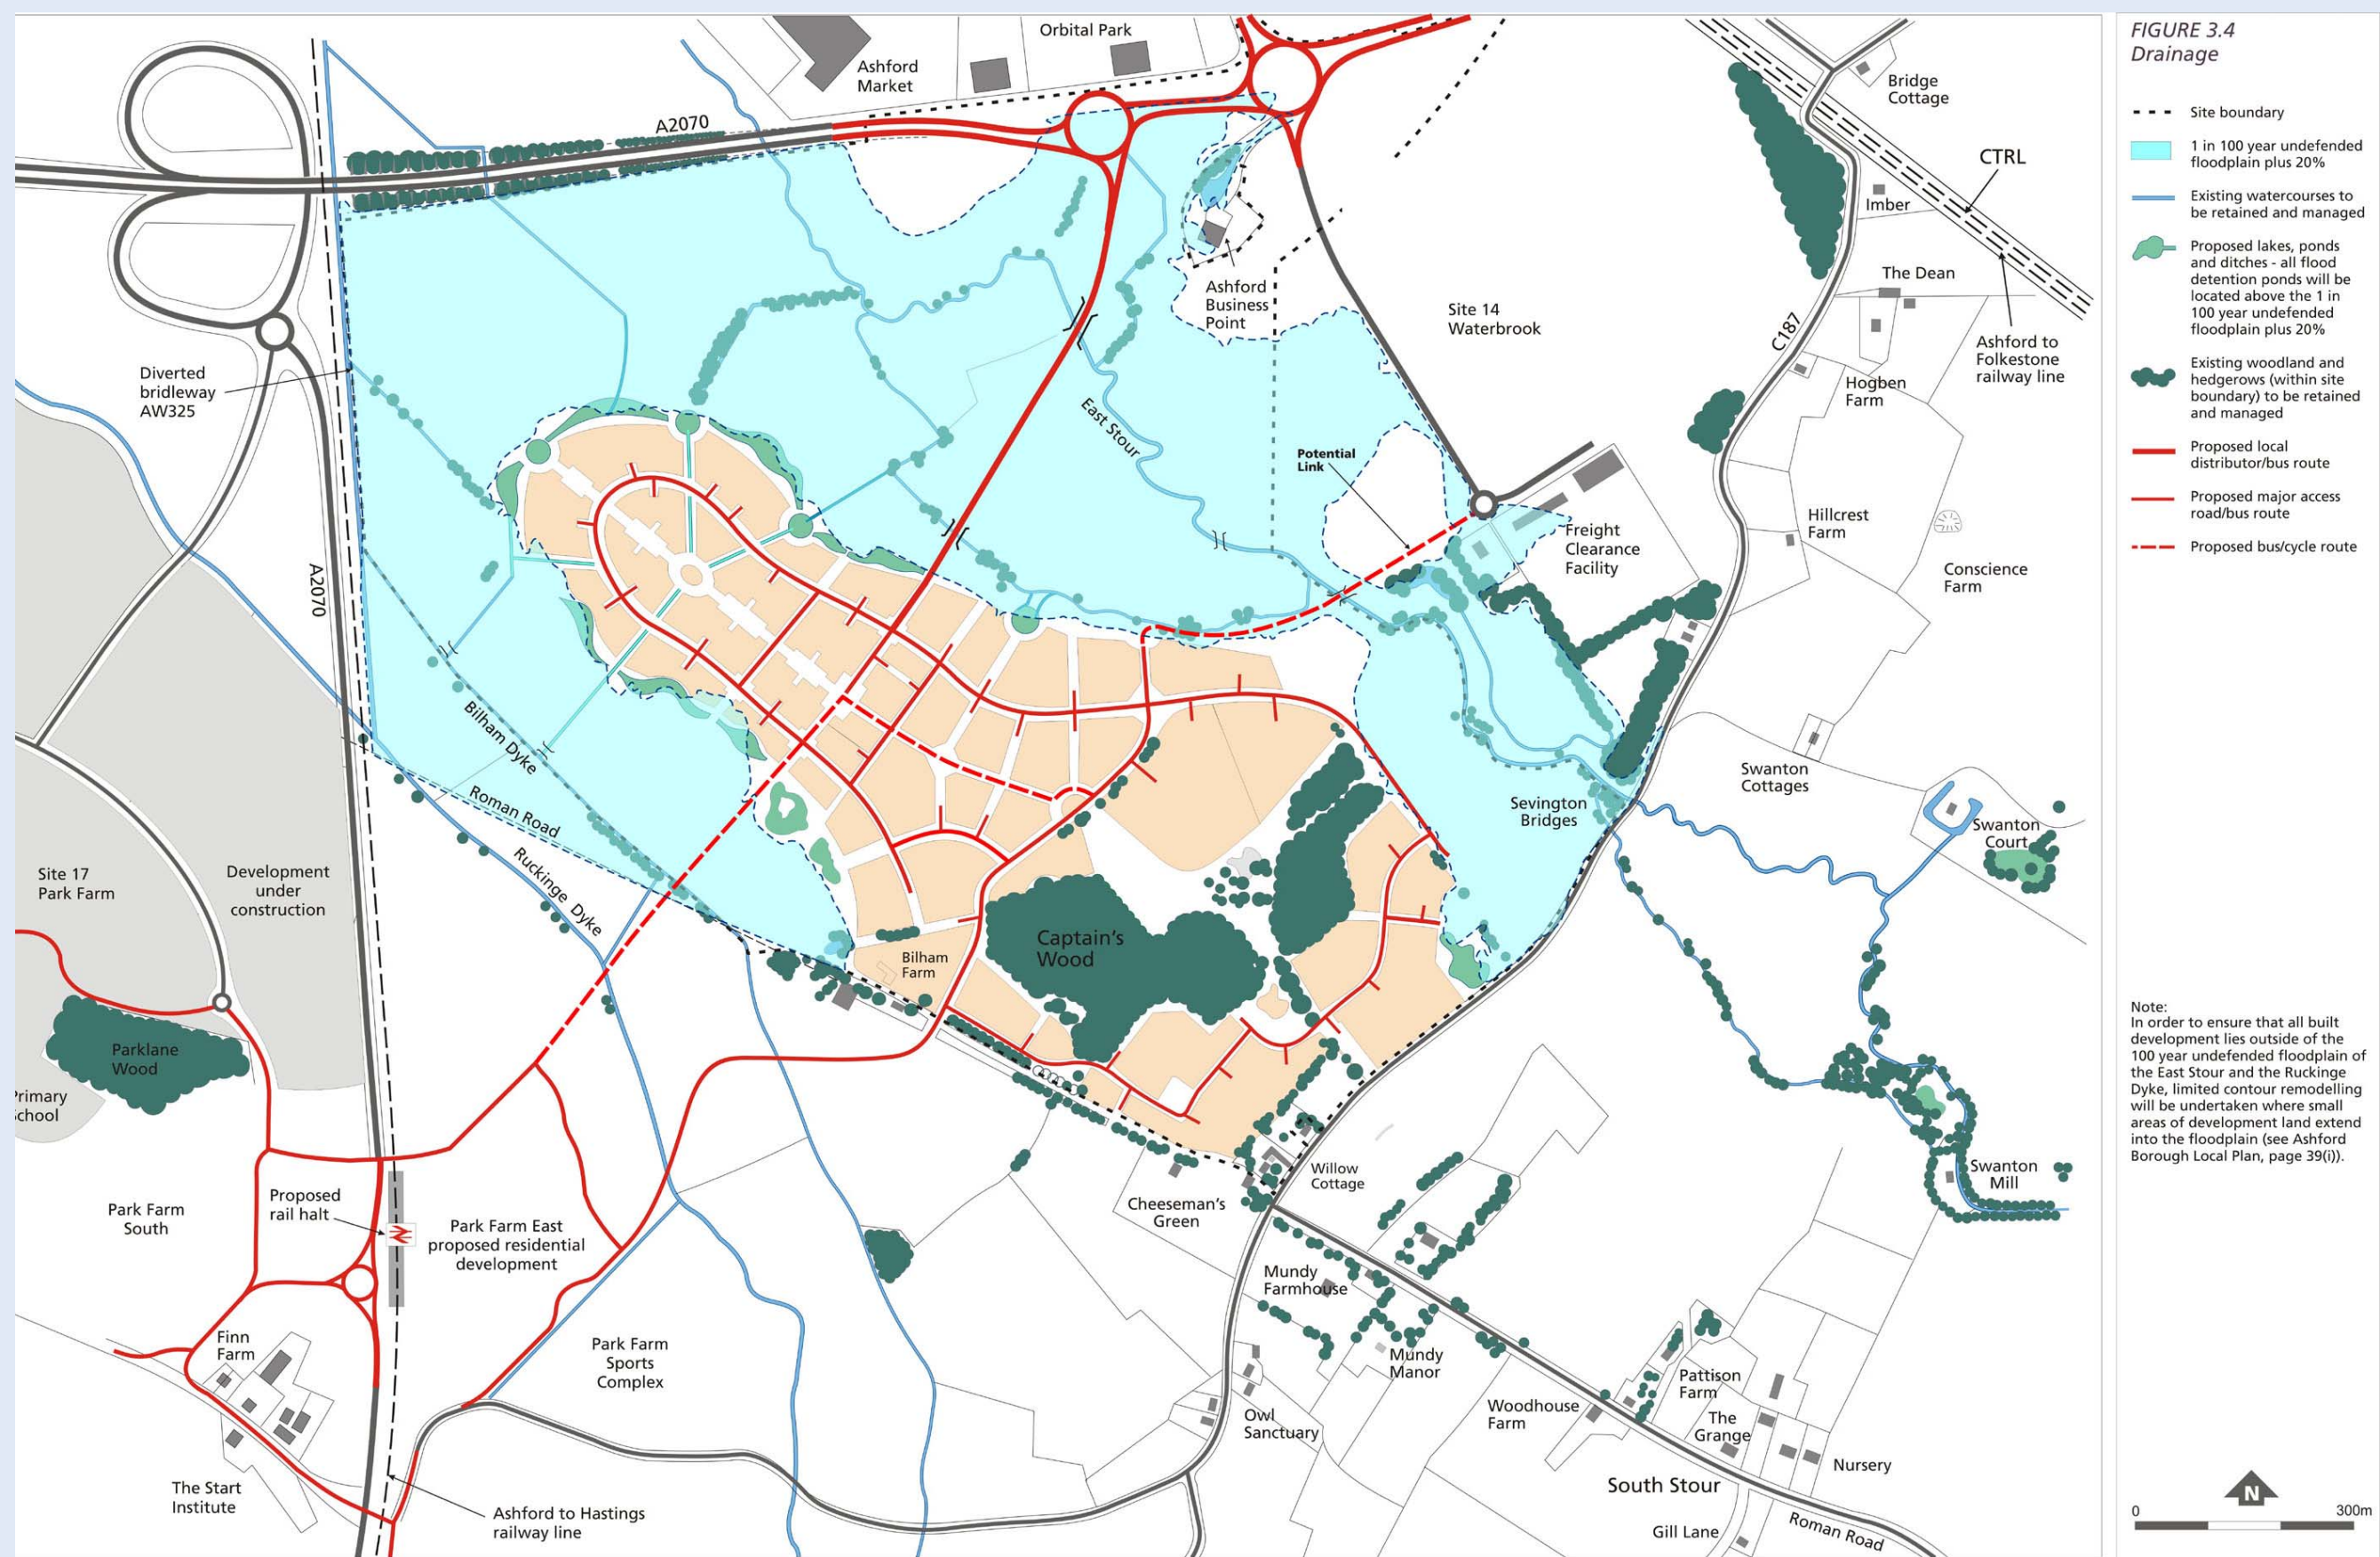 Orbital Park
Ashford
Market
A2070
Bridge
Cottage
CTRL
Imber
The Dean
C187
Ashford to
Folkestone
railway line
Hogben
Farm
Site 14
Waterbrook
Ashford
Business
Point
Diverted
bridleway
AW325
East Stour
Potential
Link
Freight
Clearance
Facility
Hillcrest
Farm
Conscience
Farm
A2070
Bilham Dyke
Roman Road
Ruckinge Dyke
Swanton
Cottages
Sevington
Bridges
Swanton
Court
Site 17
Park Farm
Development
under
construction
Captain's
Wood
Bilham
Farm
Parklane
Wood
Primary
School
Park Farm
South
Proposed
rail halt
Park Farm East
proposed residential
development
Willow
Cottage
Cheeseman's
Green
Swanton
Mill
Mundy
Farmhouse
Mundy
Manor
Finn
Farm
Park Farm
Sports
Complex
Owl
Sanctuary
Woodhouse
Farm
Pattison
Farm
The
Grange
Nursery
South Stour
The Start
Institute
Ashford to Hastings
railway line
Gill Lane
Roman Road
FIGURE 3.4
Drainage
Site boundary
1 in 100 year undefended
floodplain plus 20%
Existing watercourses to
be retained and managed
Proposed lakes, ponds
and ditches - all flood
detention ponds will be
located above the 1 in
100 year undefended
floodplain plus 20%
Existing woodland and
hedgerows (within site
boundary) to be retained
and managed
Proposed local
distributor/bus route
Proposed major access
road/bus route
Proposed bus/cycle route
Note:
In order to ensure that all built
development lies outside of the
100 year undefended floodplain of
the East Stour and the Ruckinge
Dyke, limited contour remodelling
will be undertaken where small
areas of development land extend
into the floodplain (see Ashford
Borough Local Plan, page 39(i)).
N
0 300m